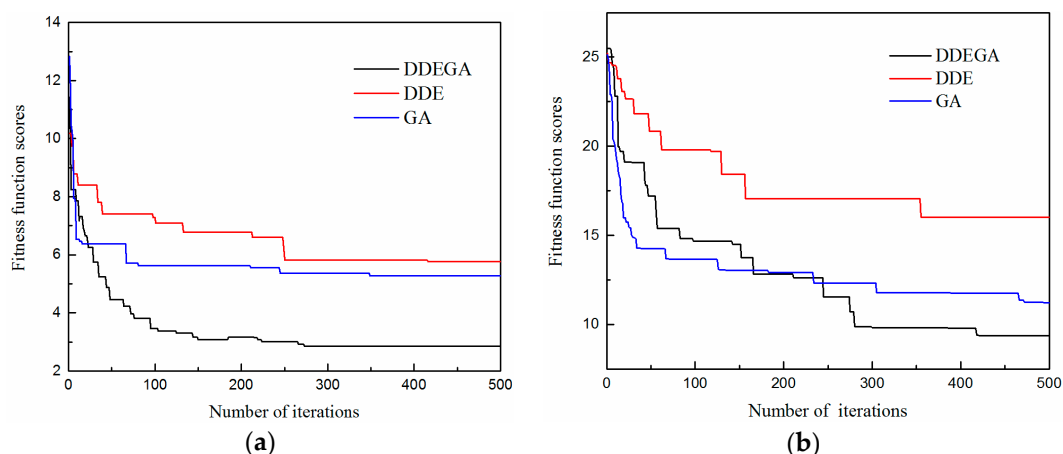 14
12
10
8
6
4
2
0
100
200
300
400
500
Fitness function scores
Number of iterations
DDEGA
DDE
GA
(a)
25
20
15
10
0
100
200
300
400
500
Fitness function scores
Number of iterations
DDEGA
DDE
GA
(b)